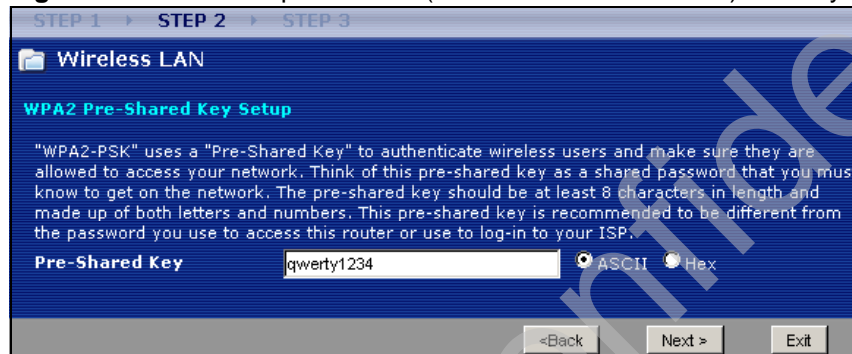 STEP 1 STEP 2 STEP 3
Wireless LAN
WPA2 Pre-Shared Key Setup
"WPA2-PSK" uses a "Pre-Shared Key" to authenticate wireless users and make sure they are
allowed to access your network. Think of this pre-shared key as a shared password that you mus
know to get on the network. The pre-shared key should be at least 8 characters in length and
made up of both letters and numbers. This pre-shared key is recommended to be different from
the password you use to access this router or use to log-in to your ISP.
Pre-Shared Key qwerty1234 ASCII Hex
<Back Next > Exit